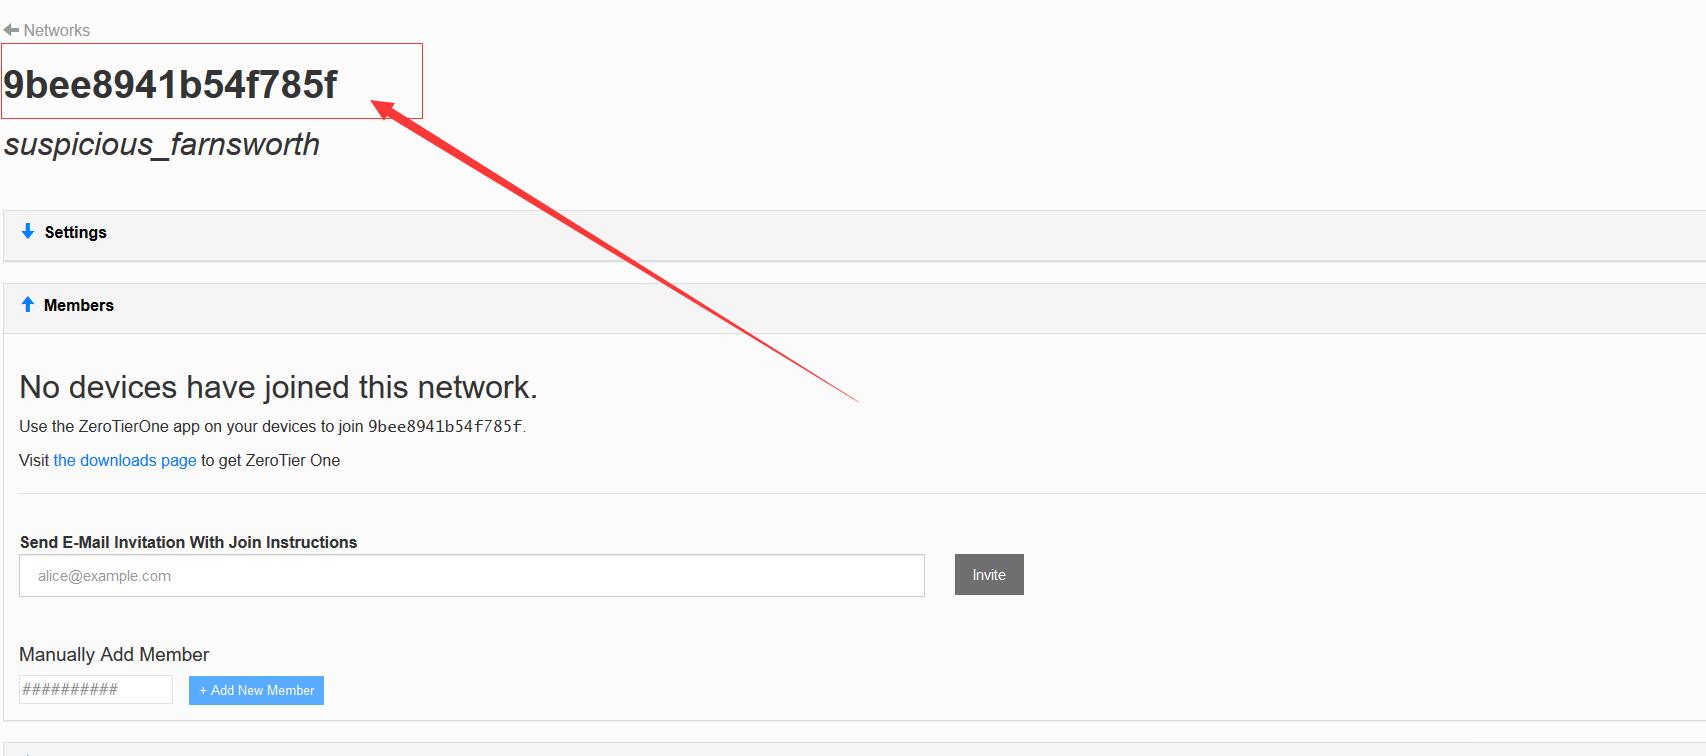 Networks
9bee8941b54f785f
suspicious_farnsworth
Settings
Members
No devices have joined this network.
Use the ZeroTierOne app on your devices to join 9bee8941b54f785f.
Visit the downloads page to get ZeroTier One
Send E-Mail Invitation With Join Instructions
alice@example.com
Invite
Manually Add Member
##########
+ Add New Member